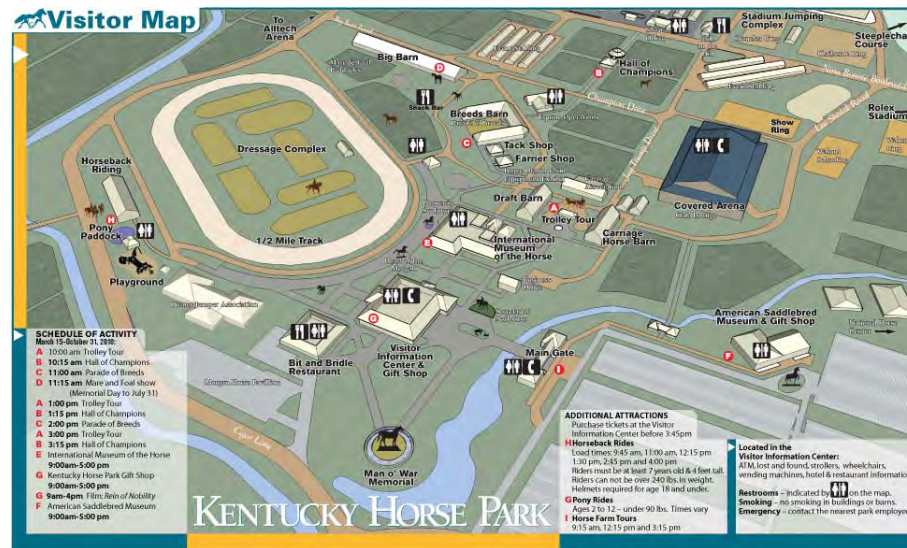 Visitor Map
To
Alltech
Arena
Big Barn
D
Snack Bar
Breeds Barn
C
Tack Shop
Farrier Shop
Hall of
Champions
B
Champion Drive
Stadium Jumping
Complex
Steeplecha
Course
Nina Bonnie Boulevard
Rolex
Stadium
Show
Ring
Covered Arena
Dressage Complex
1/2 Mile Track
Horseback
Riding
H
Pony
Paddock
Playground
Draft Barn
A
Trolley Tour
Carriage
Horse Barn
E
International
Museum
of the Horse
G
Visitor
Information
Center &
Gift Shop
Bit and Bridle
Restaurant
Main Gate
I
American Saddlebred
Museum & Gift Shop
F
Man o' War
Memorial
Cigar Lane
SCHEDULE OF ACTIVITY
March 15-October 31, 2010:
A 10:00 am Trolley Tour
B 10:15 am Hall of Champions
C 11:00 am Parade of Breeds
D 11:15 am Mare and Foal show
(Memorial Day to July 31)
A 1:00 pm Trolley Tour
B 1:15 pm Hall of Champions
C 2:00 pm Parade of Breeds
A 3:00 pm Trolley Tour
B 3:15 pm Hall of Champions
E International Museum of the Horse
9:00am-5:00 pm
G Kentucky Horse Park Gift Shop
9:00am-5:00 pm
G 9am-4pm Film: Rein of Nobility
F American Saddlebred Museum
9:00am-5:00 pm
KENTUCKY HORSE PARK
ADDITIONAL ATTRACTIONS
Purchase tickets at the Visitor
Information Center before 3:45pm
H Horseback Rides
Load times: 9:45 am, 11:00 am, 12:15 pm
1:30 pm, 2:45 pm and 4:00 pm
Riders must be at least 7 years old & 4 feet tall.
Riders can not be over 240 lbs. in weight.
Helmets required for age 18 and under.
G Pony Rides
Ages 2 to 12 – under 90 lbs. Times vary
I Horse Farm Tours
9:15 am, 12:15 pm and 3:15 pm
Located in the
Visitor Information Center:
ATM, lost and found, strollers, wheelchairs,
vending machines, hotel & restaurant informatio
Restrooms – indicated by on the map.
Smoking – no smoking in buildings or barns.
Emergency – contact the nearest park employee